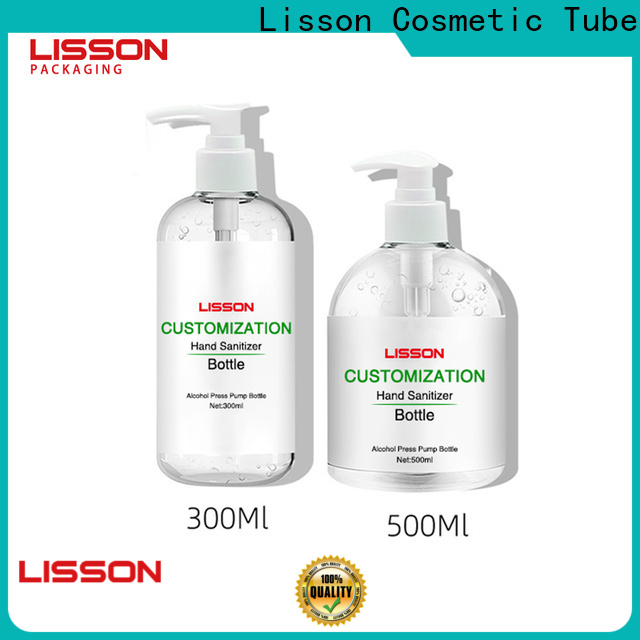 Lisson Cosmetic Tube
LISSON
PACKAGING
LISSON
CUSTOMIZATION
Hand Sanitizer
Bottle
Alcohol Press Pump Bottle
Net:300ml
LISSON
CUSTOMIZATION
Hand Sanitizer
Bottle
Alcohol Press Pump Bottle
Net:500ml
300Ml
500Ml
LISSON
100%
QUALITY